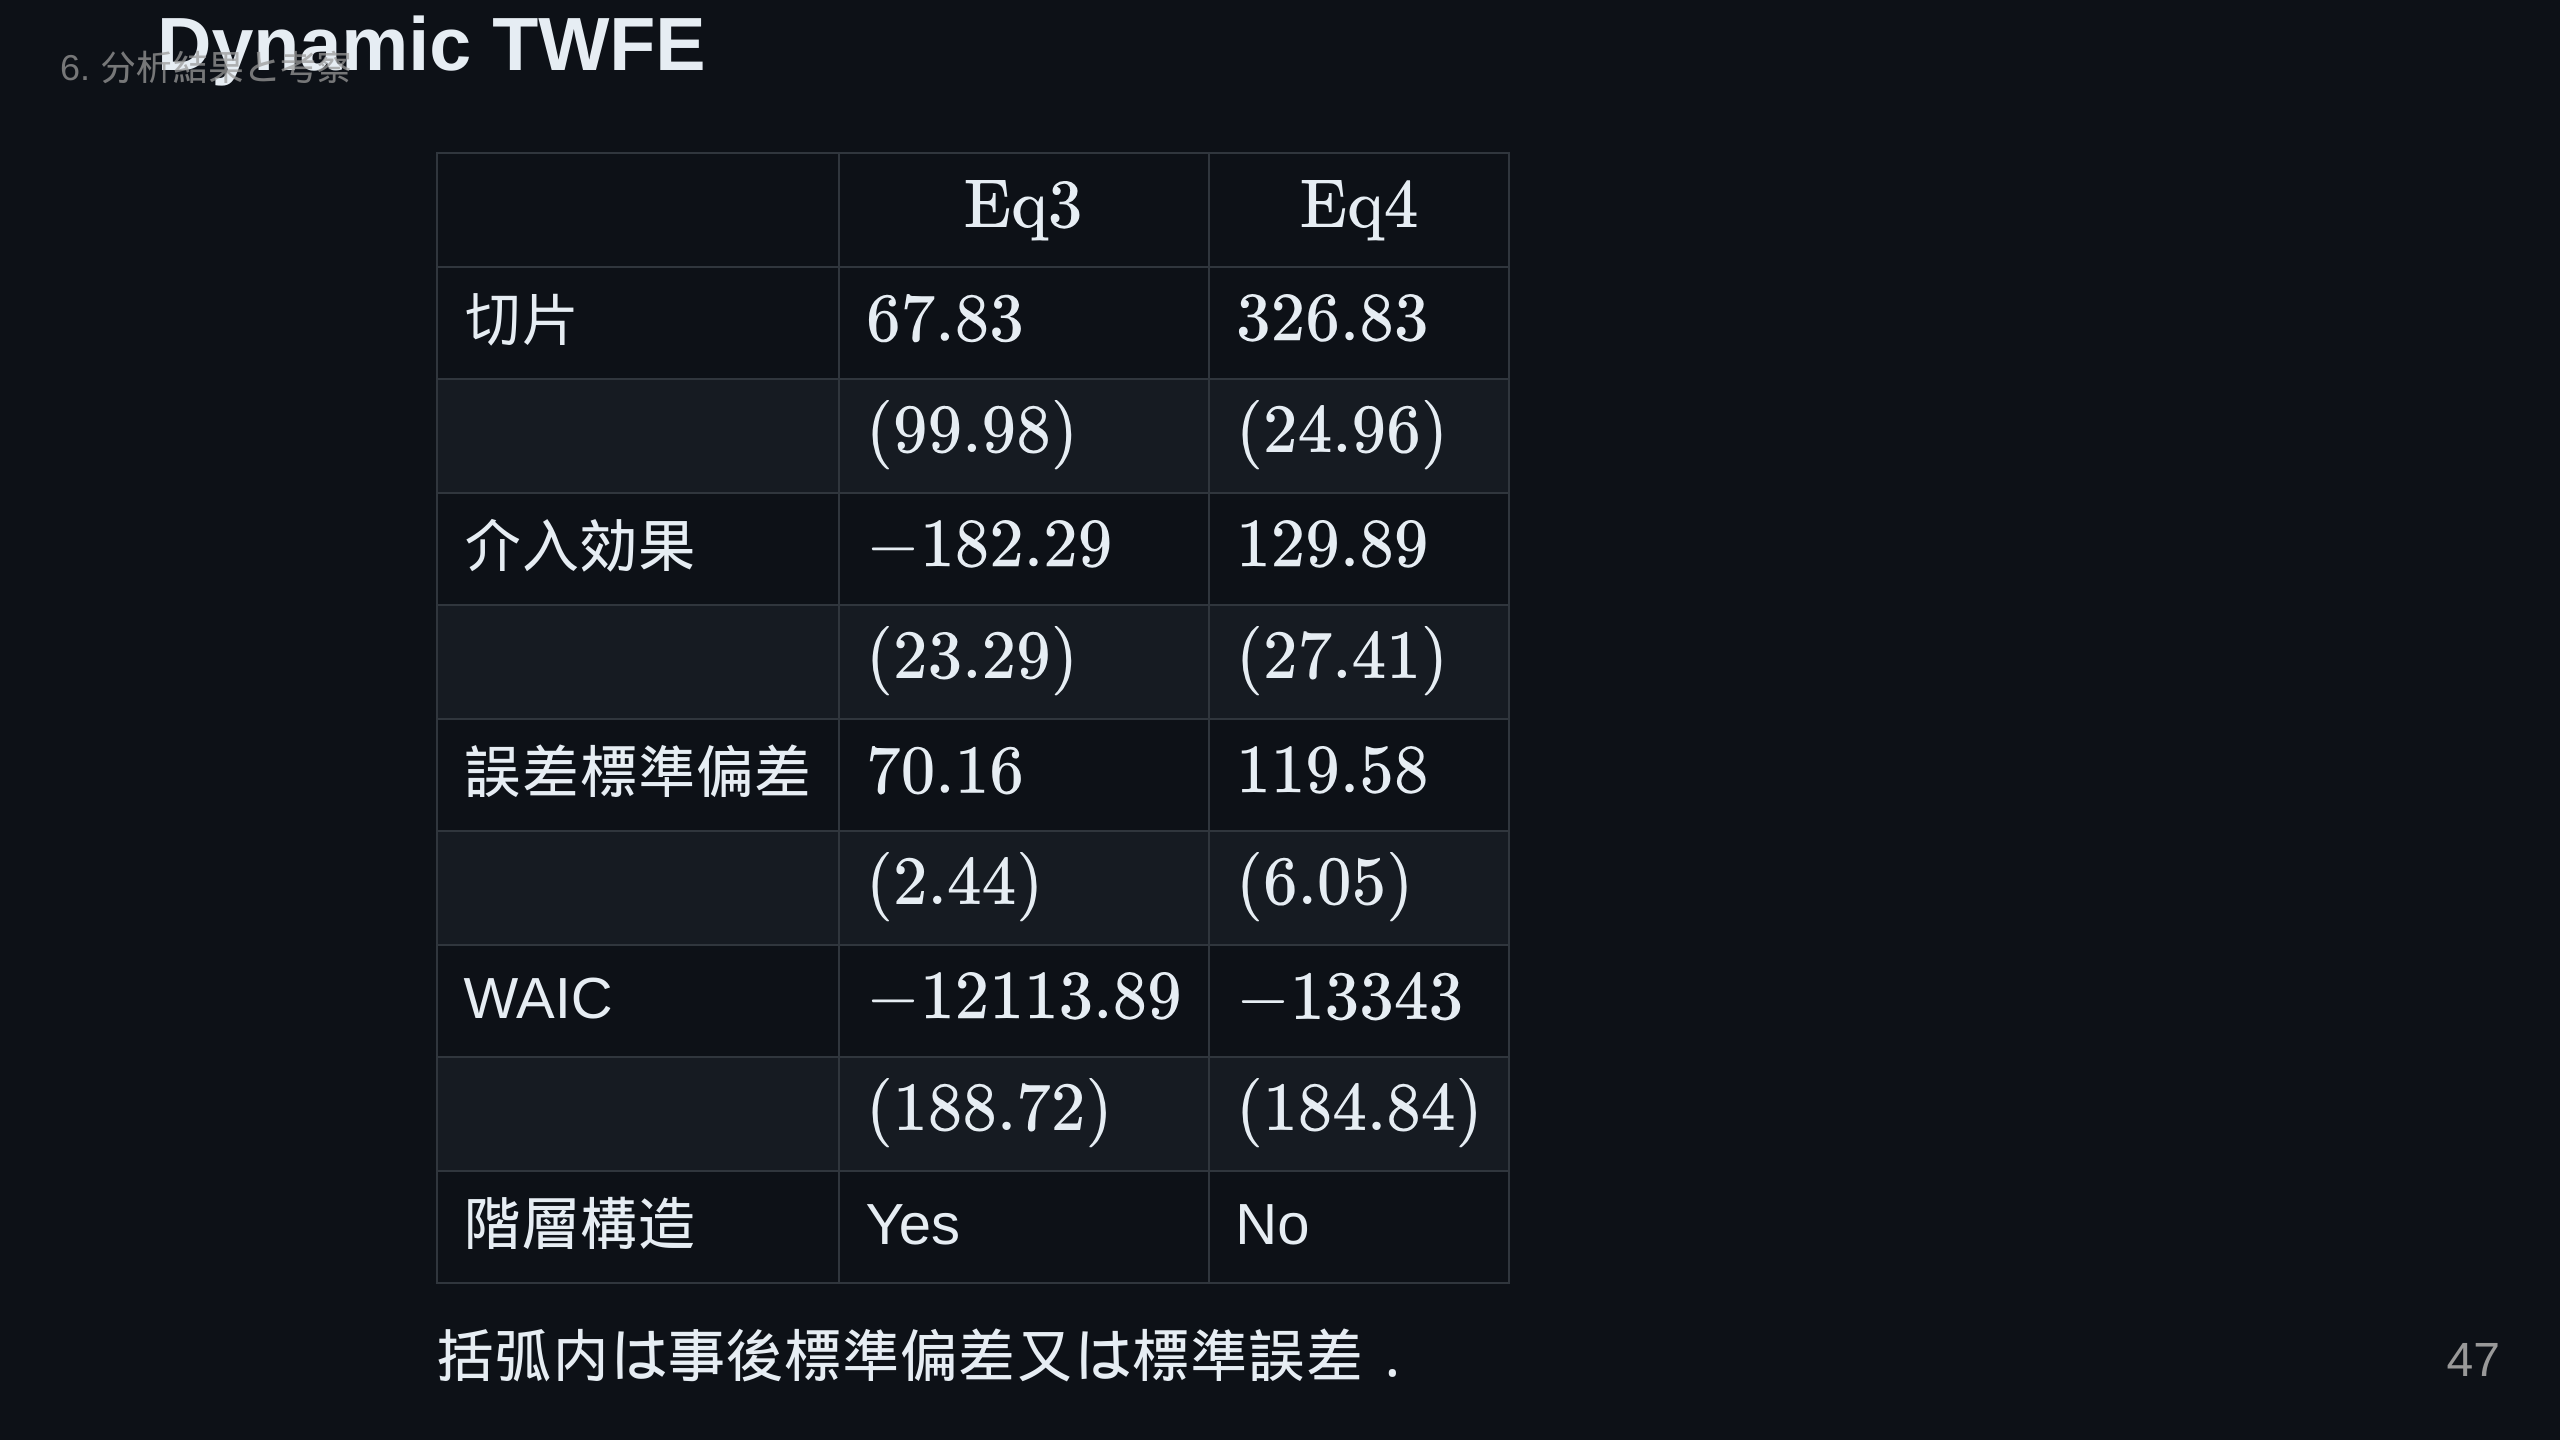 Dynamic TWFE
6. 分析結果と考察
Eq3 Eq4
切片 67.83 326.83
(99.98) (24.96)
介入効果 −182.29 129.89
(23.29) (27.41)
誤差標準偏差 70.16 119.58
(2.44) (6.05)
WAIC −12113.89 −13343
(188.72) (184.84)
階層構造 Yes No
括弧内は事後標準偏差又は標準誤差．
47